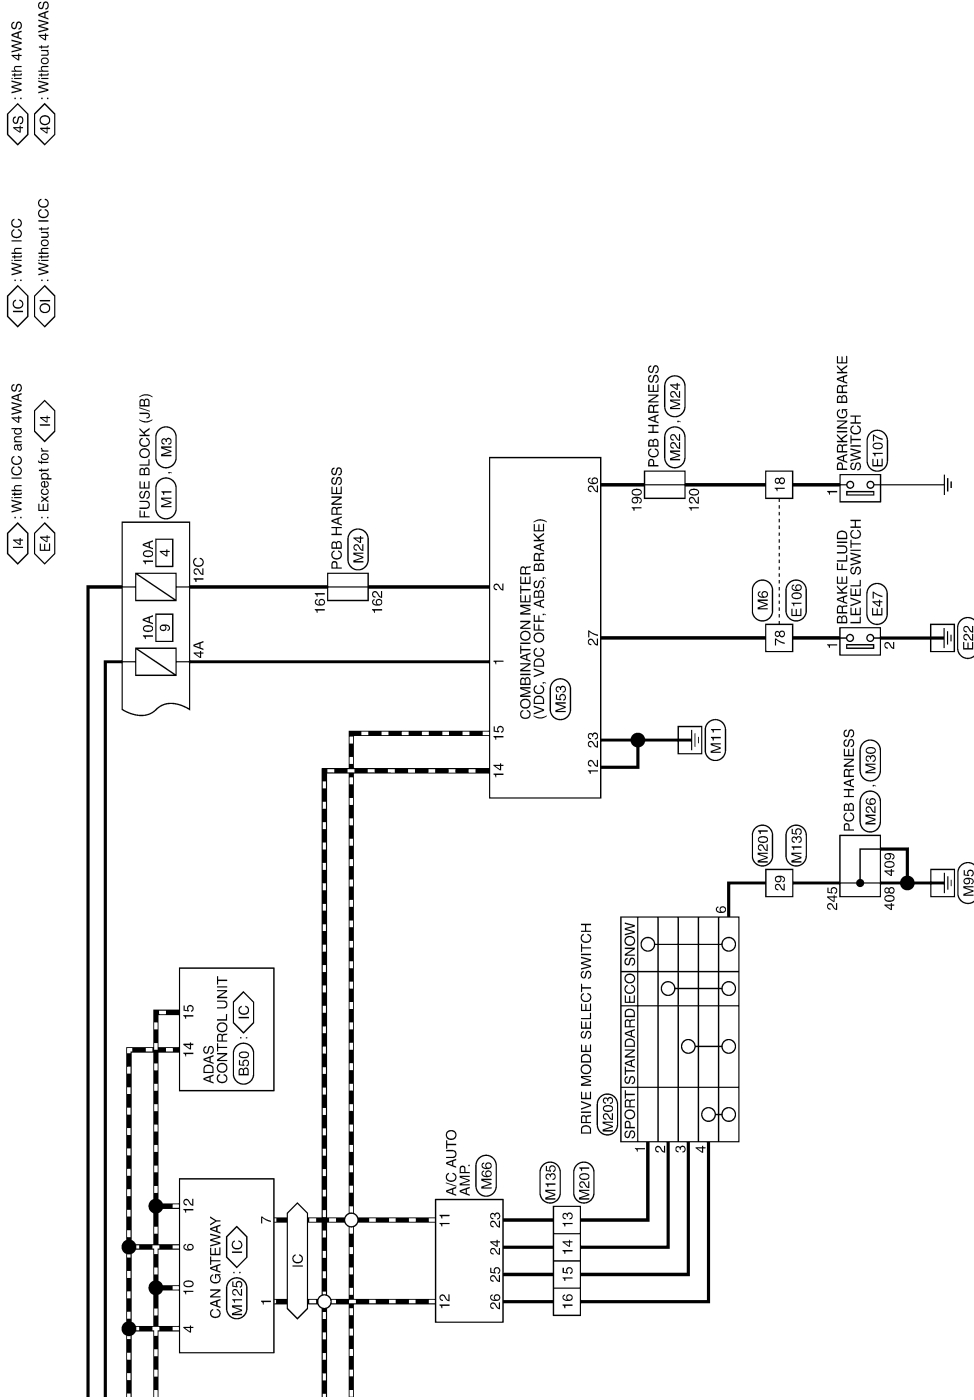 I4 : With ICC and 4WAS
E4 : Except for I4
IC : With ICC
OI : Without ICC
4S : With 4WAS
4O : Without 4WAS
FUSE BLOCK (J/B)
M1 , M3
10A
4
10A
9
12C
4A
PCB HARNESS
M24
161
162
2
1
15
14
COMBINATION METER
(VDC, VDC OFF, ABS, BRAKE)
M53
26
27
23
12
M11
PCB HARNESS
M22 , M24
190
120
18
78
M6
E106
PARKING BRAKE
SWITCH
E107
1
BRAKE FLUID
LEVEL SWITCH
E47
1
2
E22
ADAS
CONTROL UNIT
B50 : IC
15
14
CAN GATEWAY
M125 : IC
12
6
10
4
7
1
IC
A/C AUTO
AMP.
M66
11
12
23
24
25
26
M135
M201
13
14
15
16
DRIVE MODE SELECT SWITCH
M203
SPORT
STANDARD
ECO
SNOW
1
2
3
4
6
M201
M135
29
PCB HARNESS
M26 , M30
245
408
409
M95